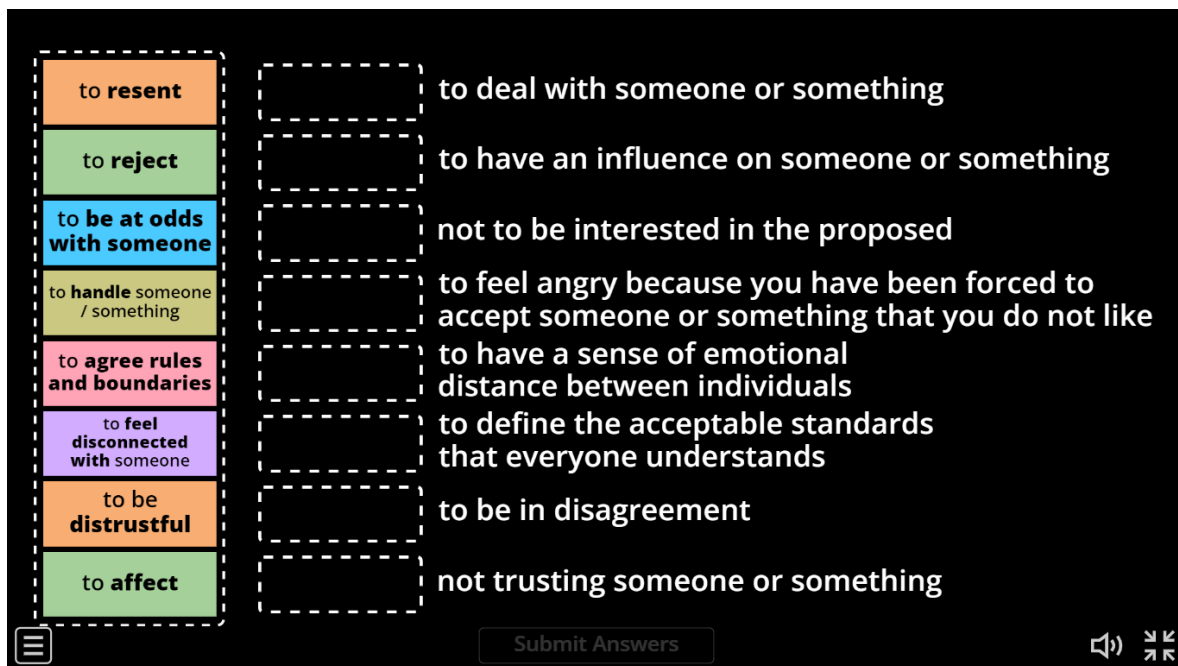 to resent
to reject
to be at odds
with someone
to handle someone
/ something
to agree rules
and boundaries
to feel
disconnected
with someone
to be
distrustful
to affect
to deal with someone or something
to have an influence on someone or something
not to be interested in the proposed
to feel angry because you have been forced to
accept someone or something that you do not like
to have a sense of emotional
distance between individuals
to define the acceptable standards
that everyone understands
to be in disagreement
not trusting someone or something
Submit Answers